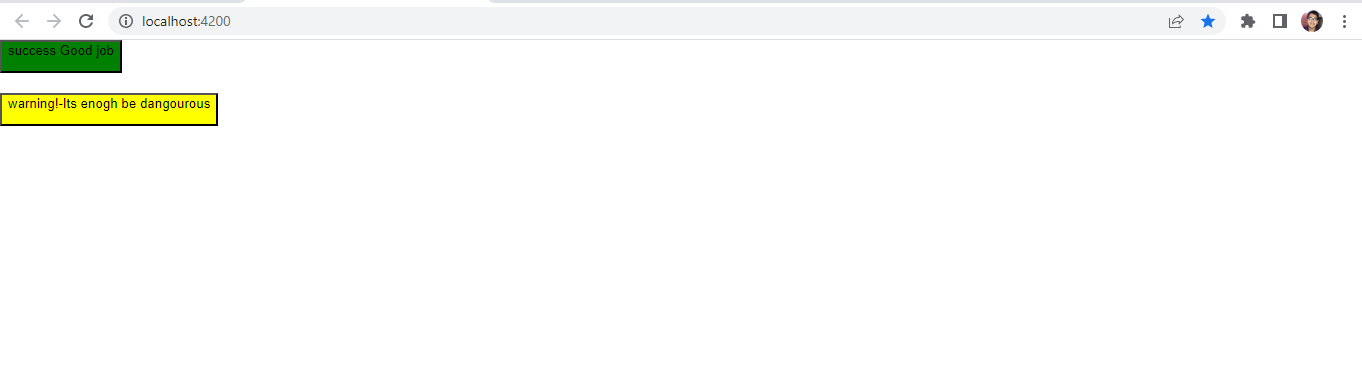 localhost:4200
success Good job
warning!-Its enogh be dangourous